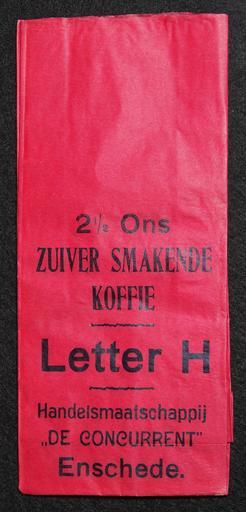 2½ Ons
ZUIVER SMAKENDE
KOFFIE
Letter H
Handelsmaatschappij
„DE CONCURRENT"
Enschede.